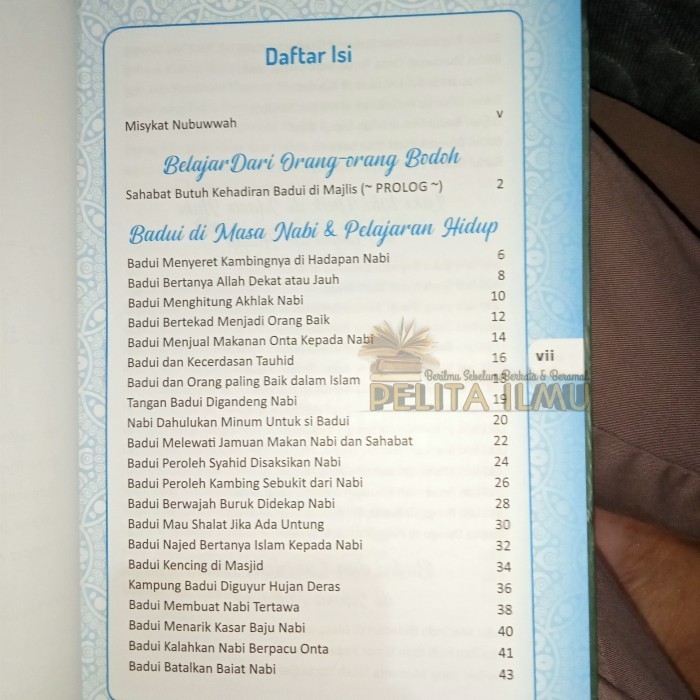 Daftar Isi
Misykat Nubuwwah v
Belajar Dari Orang-orang Bodoh
Sahabat Butuh Kehadiran Badui di Majlis (~ PROLOG ~) 2
Badui di Masa Nabi & Pelajaran Hidup
Badui Menyeret Kambingnya di Hadapan Nabi 6
Badui Bertanya Allah Dekat atau Jauh 8
Badui Menghitung Akhlak Nabi 10
Badui Bertekad Menjadi Orang Baik 12
Badui Menjual Makanan Onta Kepada Nabi 14
Badui dan Kecerdasan Tauhid 16
vii
Badui dan Orang paling Baik dalam Islam 18
Berilmu Sebelum Berkata & Beramal
PELITA ILMU
Tangan Badui Digandeng Nabi 19
Nabi Dahulukan Minum Untuk si Badui 20
Badui Melewati Jamuan Makan Nabi dan Sahabat 22
Badui Peroleh Syahid Disaksikan Nabi 24
Badui Peroleh Kambing Sebukit dari Nabi 26
Badui Berwajah Buruk Didekap Nabi 28
Badui Mau Shalat Jika Ada Untung 30
Badui Najed Bertanya Islam Kepada Nabi 32
Badui Kencing di Masjid 34
Kampung Badui Diguyur Hujan Deras 36
Badui Membuat Nabi Tertawa 38
Badui Menarik Kasar Baju Nabi 40
Badui Kalahkan Nabi Berpacu Onta 41
Badui Batalkan Baiat Nabi 43